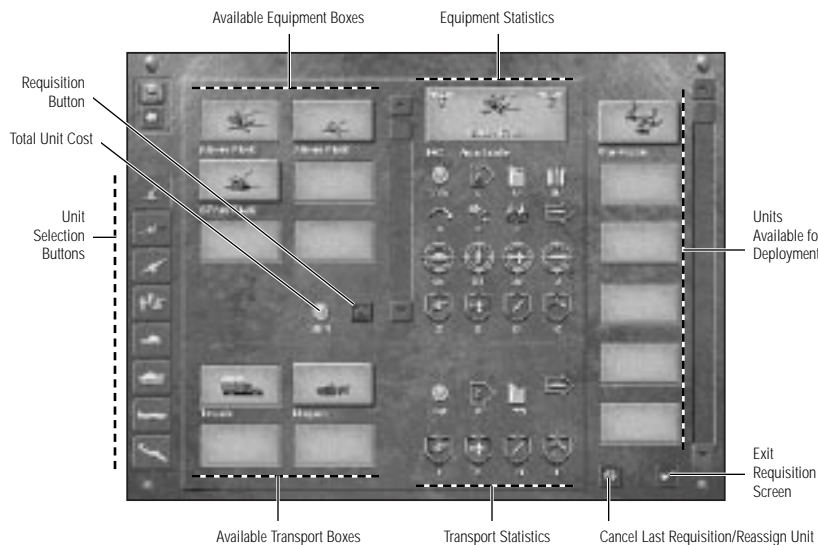 Available Equipment Boxes
Equipment Statistics
Requisition
Button
Total Unit Cost
Unit
Selection
Buttons
Units
Available fo
Deployment
Exit
Requisition
Screen
Available Transport Boxes
Transport Statistics
Cancel Last Requisition/Reassign Unit